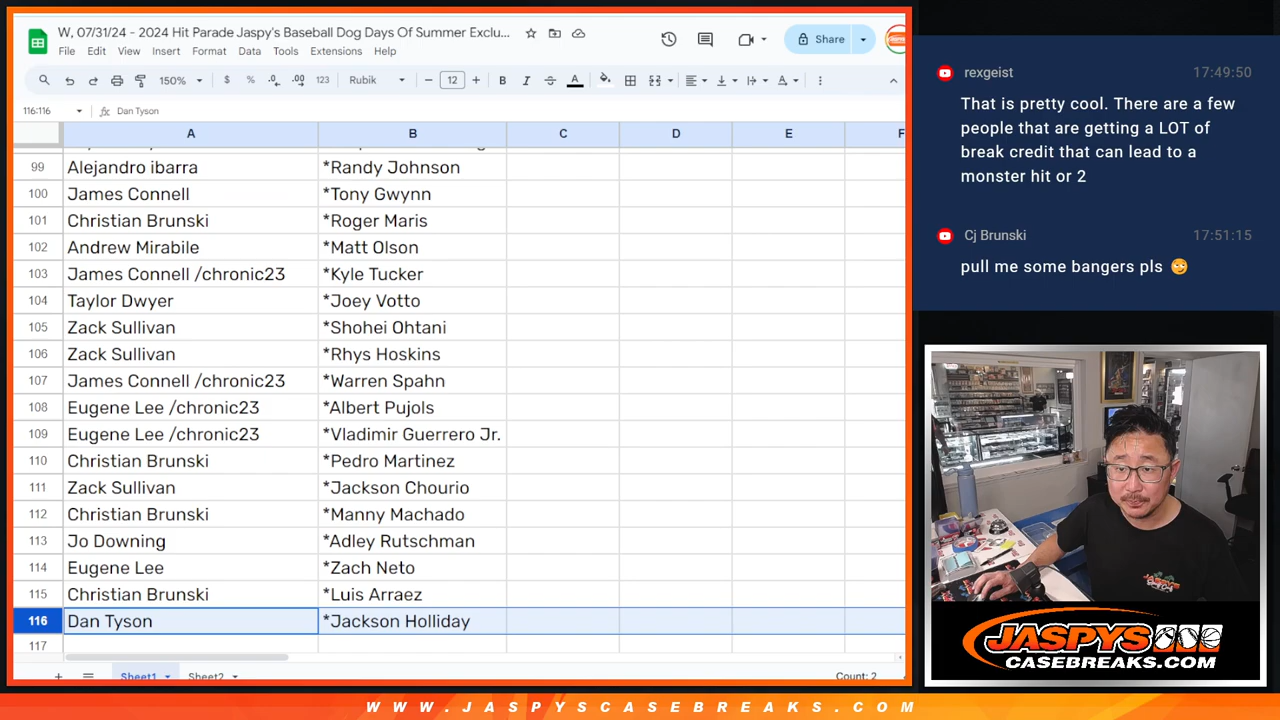 W, 07/31/24 - 2024 Hit Parade Jaspy's Baseball Dog Days Of Summer Exclu...
File Edit View Insert Format Data Tools Extensions
Share
150% $ % .0 .00 123 Rubik 12 B I A
116:116 fx Dan Tyson
A B C D E F
99 Alejandro ibarra *Randy Johnson
100 James Connell *Tony Gwynn
101 Christian Brunski *Roger Maris
102 Andrew Mirabile *Matt Olson
103 James Connell /chronic23 *Kyle Tucker
104 Taylor Dwyer *Joey Votto
105 Zack Sullivan *Shohei Ohtani
106 Zack Sullivan *Rhys Hoskins
107 James Connell /chronic23 *Warren Spahn
108 Eugene Lee /chronic23 *Albert Pujols
109 Eugene Lee /chronic23 *Vladimir Guerrero Jr.
110 Christian Brunski *Pedro Martinez
111 Zack Sullivan *Jackson Chourio
112 Christian Brunski *Manny Machado
113 Jo Downing *Adley Rutschman
114 Eugene Lee *Zach Neto
115 Christian Brunski *Luis Arraez
116 Dan Tyson *Jackson Holliday
117
Sheet1 Sheet2 Count: 2
rexgeist 17:49:50
That is pretty cool. There are a few
people that are getting a LOT of
break credit that can lead to a
monster hit or 2
Cj Brunski 17:51:15
pull me some bangers pls
JASPYS
CASEBREAKS.COM
WWW.JASPYSCASEBREAKS.COM